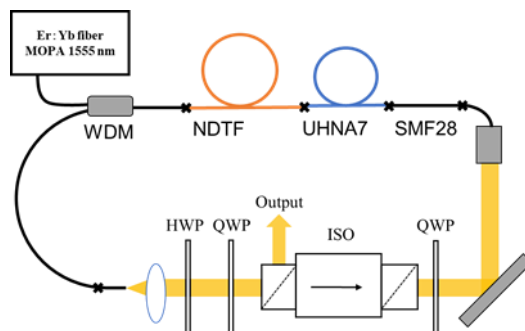 Er: Yb fiber
MOPA 1555 nm
WDM
NDTF
UHNA7
SMF28
HWP
QWP
Output
ISO
QWP